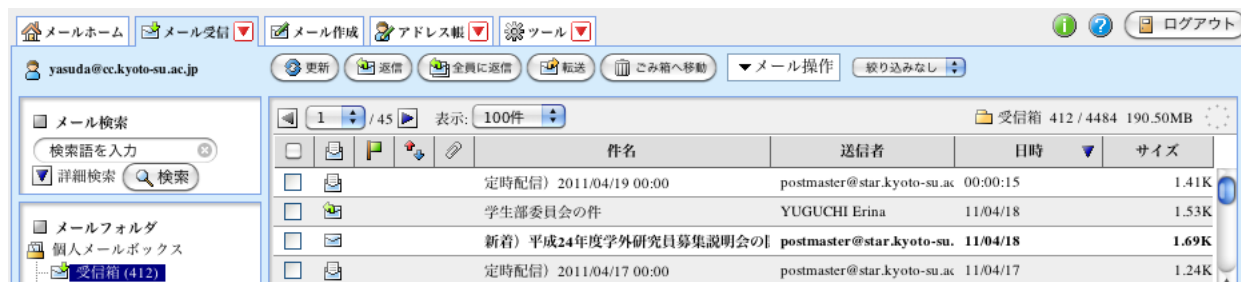 メールホーム メール受信 メール作成 アドレス帳 ツール ログアウト
yasuda@cc.kyoto-su.ac.jp 更新 返信 全員に返信 転送 ごみ箱へ移動 ▼メール操作 絞り込みなし
メール検索
検索語を入力
詳細検索 検索
メールフォルダ
個人メールボックス
受信箱 (412)
1 / 45 表示: 100件 受信箱 412 / 4484 190.50MB
件名 送信者 日時 サイズ
定時配信）2011/04/19 00:00 postmaster@star.kyoto-su.ac 00:00:15 1.41K
学生部委員会の件 YUGUCHI Erina 11/04/18 1.53K
新着）平成24年度学外研究員募集説明会の postmaster@star.kyoto-su. 11/04/18 1.69K
定時配信）2011/04/17 00:00 postmaster@star.kyoto-su.ac 11/04/17 1.24K